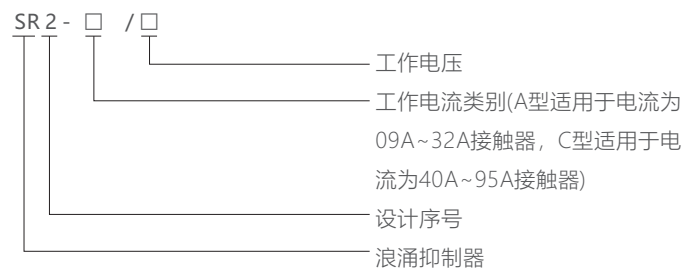 SR2-□/□
工作电压
工作电流类别(A型适用于电流为
09A~32A接触器，C型适用于电
流为40A~95A接触器)
设计序号
浪涌抑制器